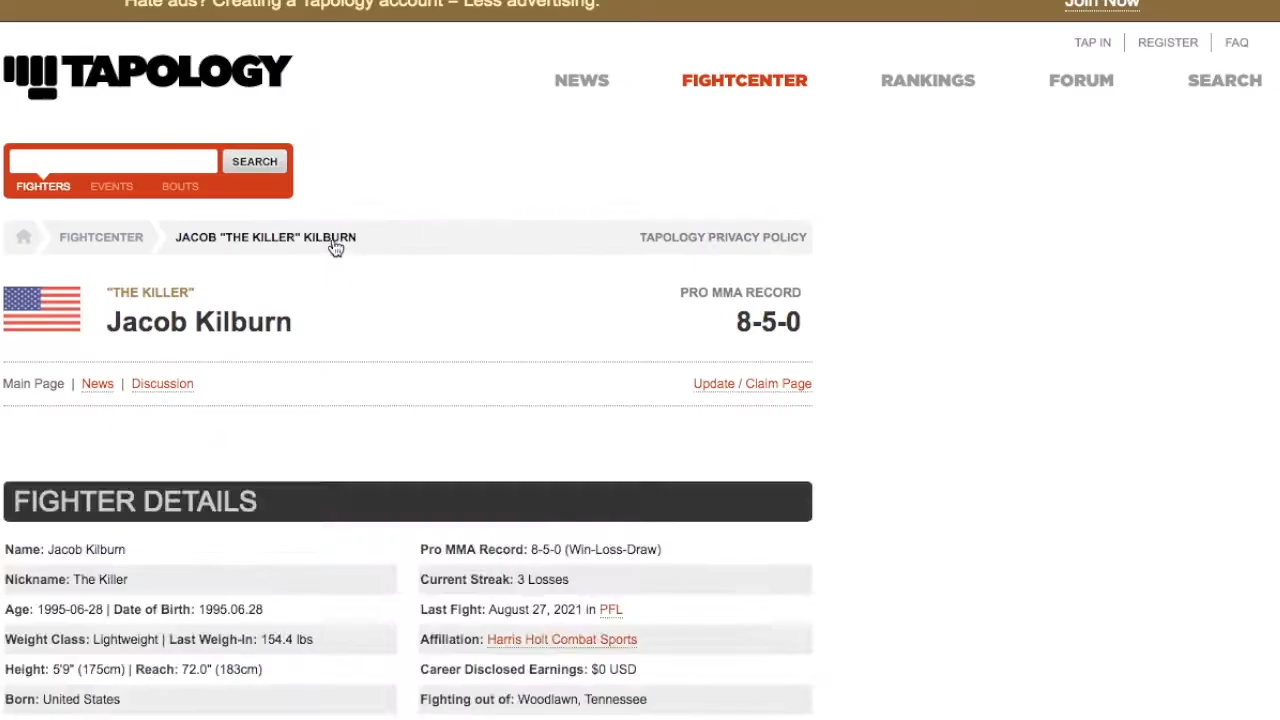 Hate ads? Creating a Tapology account = Less advertising.
Join Now
TAP IN
REGISTER
FAQ
TAPOLOGY
NEWS
FIGHTCENTER
RANKINGS
FORUM
SEARCH
SEARCH
FIGHTERS
EVENTS
BOUTS
FIGHTCENTER
JACOB "THE KILLER" KILBURN
TAPOLOGY PRIVACY POLICY
"THE KILLER"
PRO MMA RECORD
Jacob Kilburn
8-5-0
Main Page | News | Discussion
Update / Claim Page
FIGHTER DETAILS
Name: Jacob Kilburn
Pro MMA Record: 8-5-0 (Win-Loss-Draw)
Nickname: The Killer
Current Streak: 3 Losses
Age: 1995-06-28 | Date of Birth: 1995.06.28
Last Fight: August 27, 2021 in PFL
Weight Class: Lightweight | Last Weigh-In: 154.4 lbs
Affiliation: Harris Holt Combat Sports
Height: 5'9" (175cm) | Reach: 72.0" (183cm)
Career Disclosed Earnings: $0 USD
Born: United States
Fighting out of: Woodlawn, Tennessee